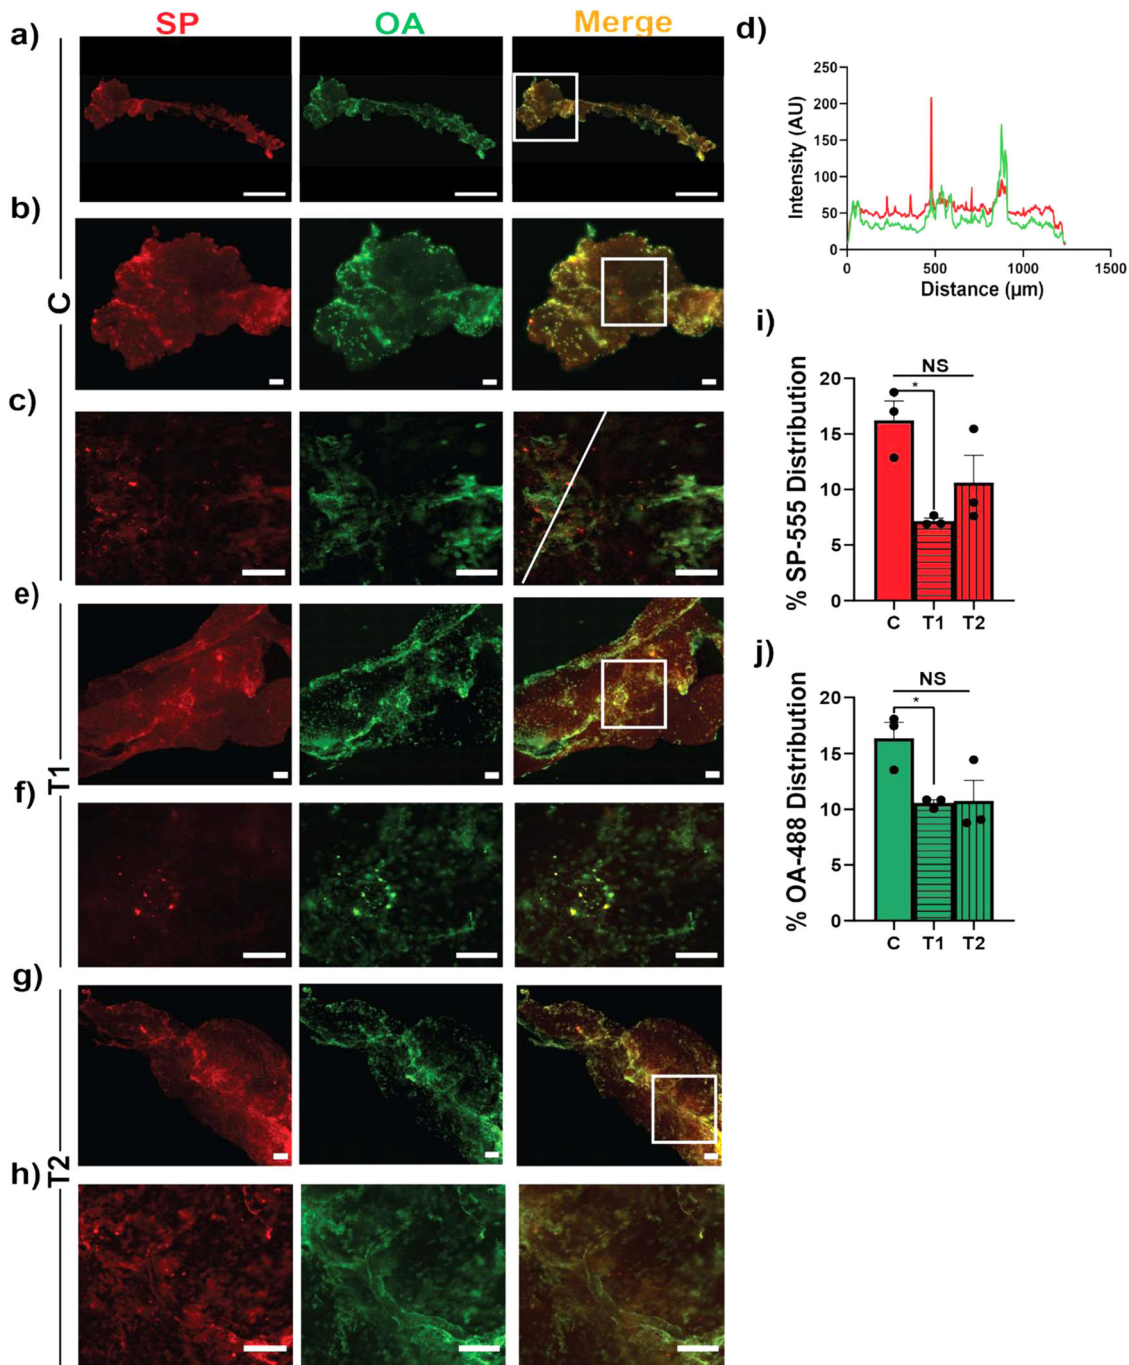 SP OA Merge
a)
b)
c)
C
e)
f)
T1
g)
h)
T2
d)
Intensity (AU)
250
200
150
100
50
0
0 500 1000 1500
Distance (µm)
i)
% SP-555 Distribution
20
15
10
5
0
NS
*
C T1 T2
j)
% OA-488 Distribution
20
15
10
5
0
NS
*
C T1 T2